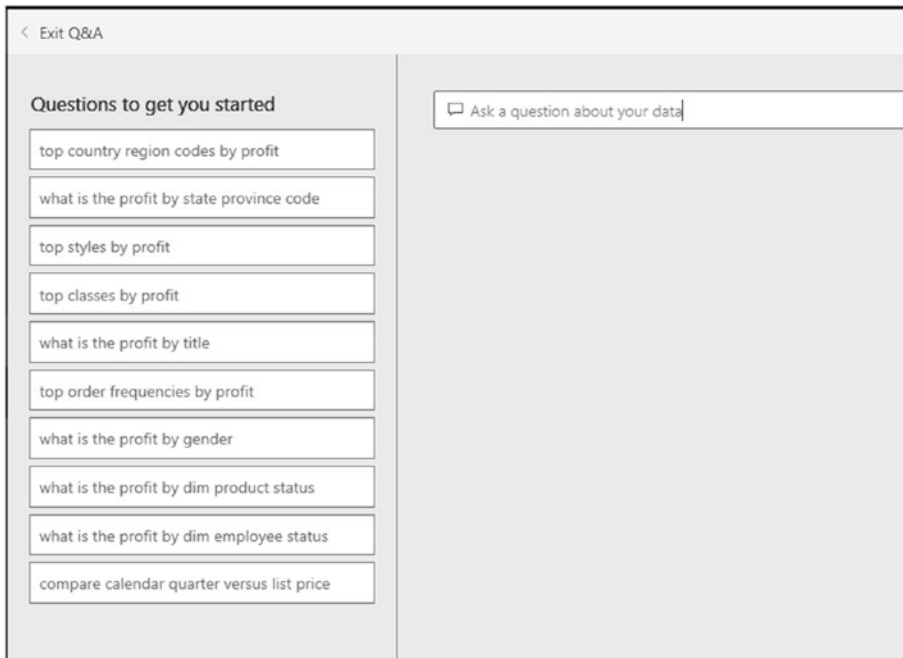 Exit Q&A
Questions to get you started
top country region codes by profit
what is the profit by state province code
top styles by profit
top classes by profit
what is the profit by title
top order frequencies by profit
what is the profit by gender
what is the profit by dim product status
what is the profit by dim employee status
compare calendar quarter versus list price
Ask a question about your data